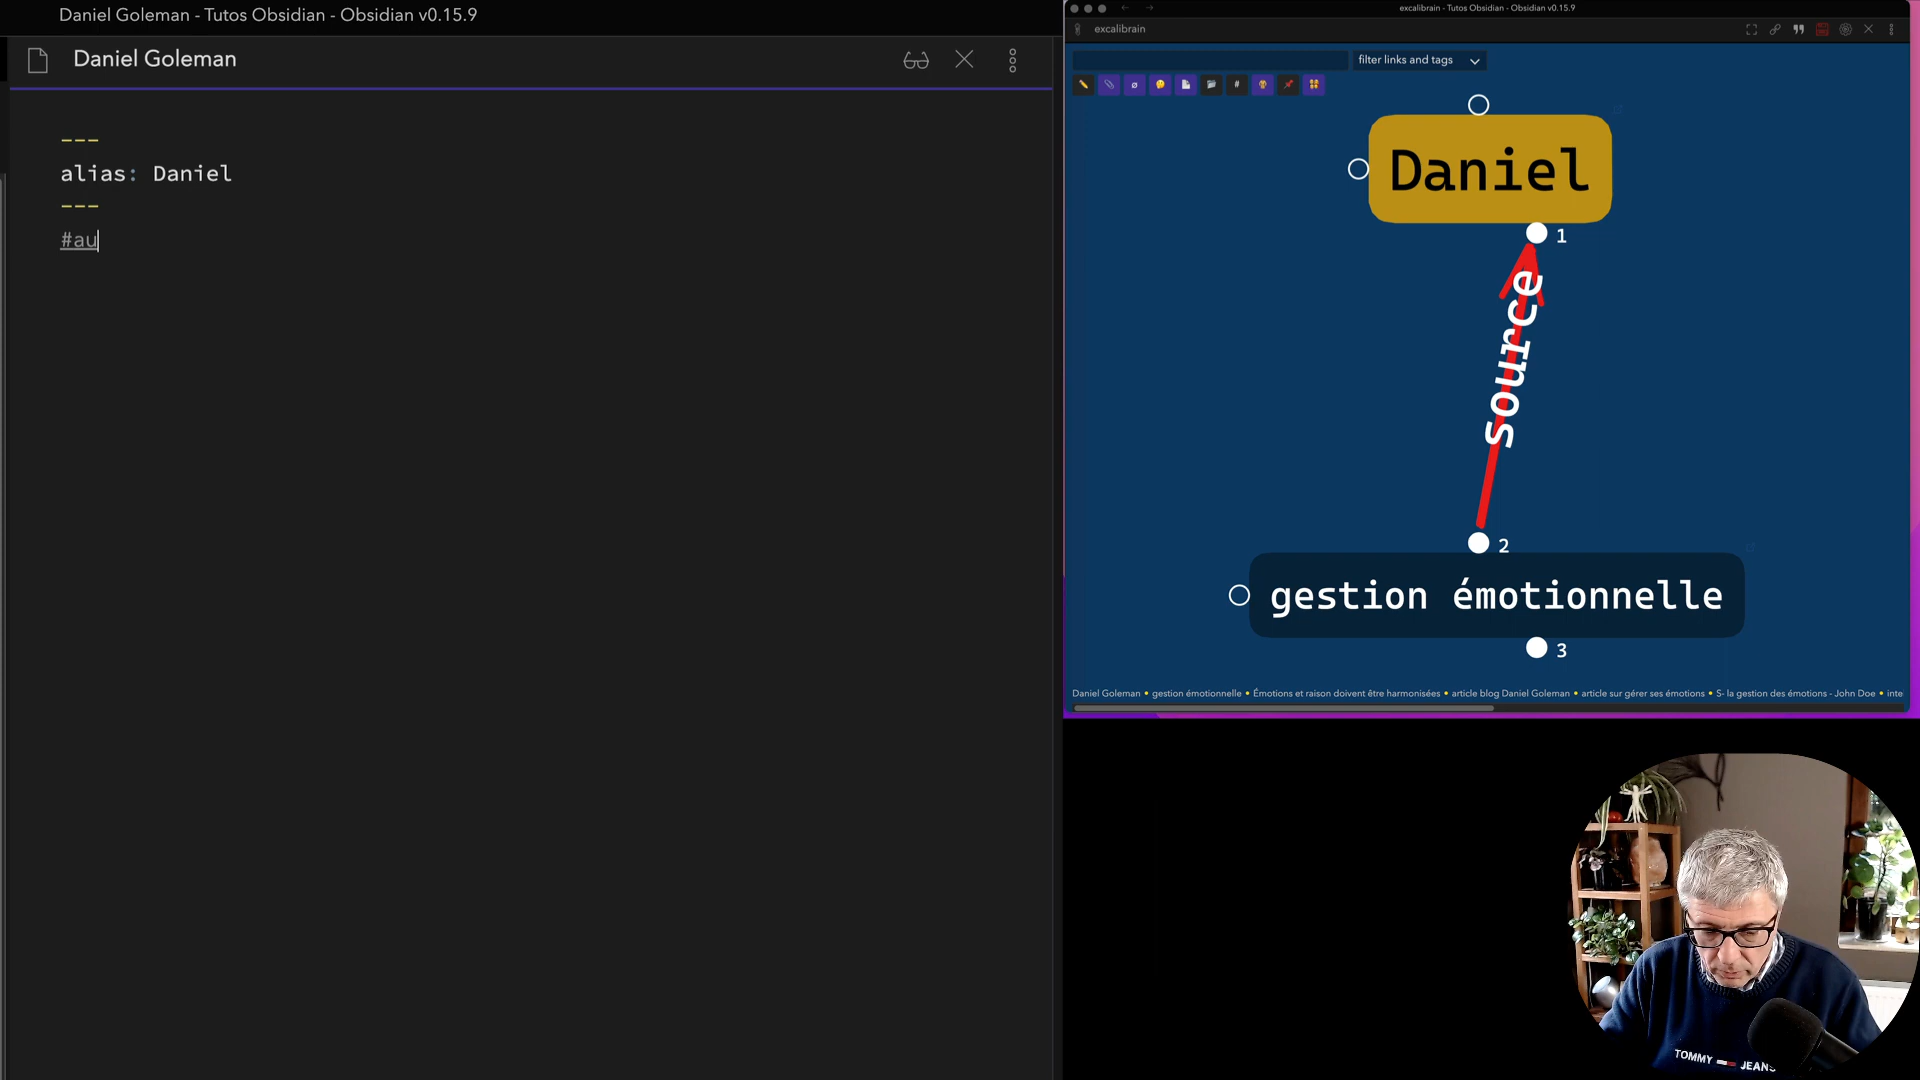 Daniel Goleman - Tutos Obsidian - Obsidian v0.15.9
Daniel Goleman
---
alias: Daniel
---
#au
excalibrain - Tutos Obsidian - Obsidian v0.15.9
excalibrain
filter links and tags
#
Daniel
1
source
2
gestion émotionnelle
3
Daniel Goleman • gestion émotionnelle • Émotions et raison doivent être harmonisées • article blog Daniel Goleman • article sur gérer ses émotions • S- la gestion des émotions - John Doe • inte
TOMMY JEANS